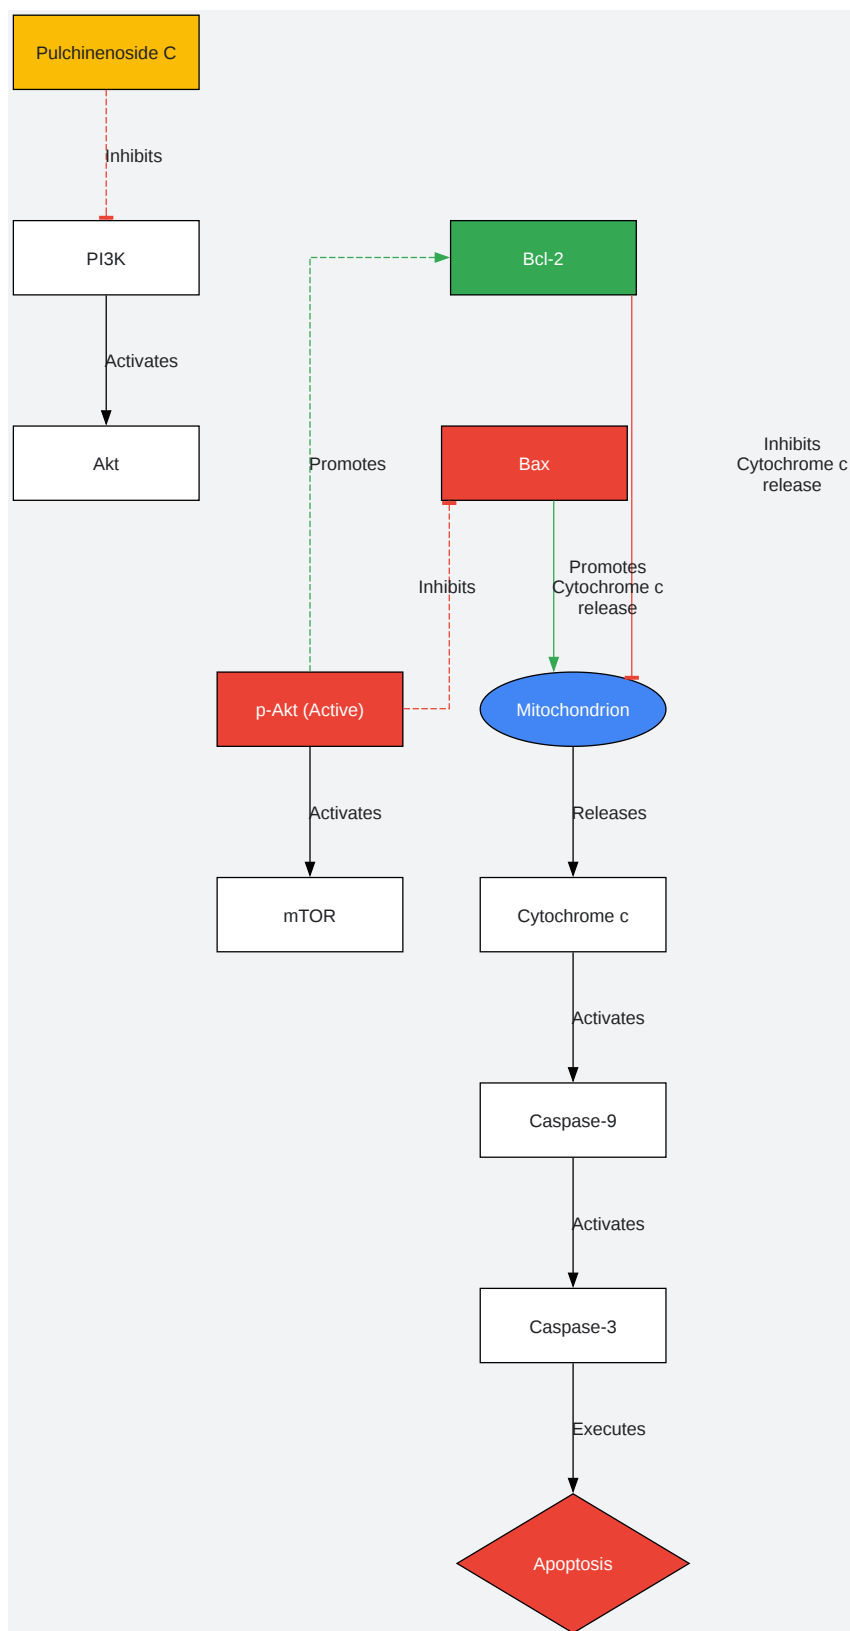 Pulchinenoside C
Inhibits
PI3K
Bcl-2
Activates
Akt
Promotes
Bax
Inhibits
Cytochrome c
release
Inhibits
Promotes
Cytochrome c
release
p-Akt (Active)
Mitochondrion
Activates
Releases
mTOR
Cytochrome c
Activates
Caspase-9
Activates
Caspase-3
Executes
Apoptosis